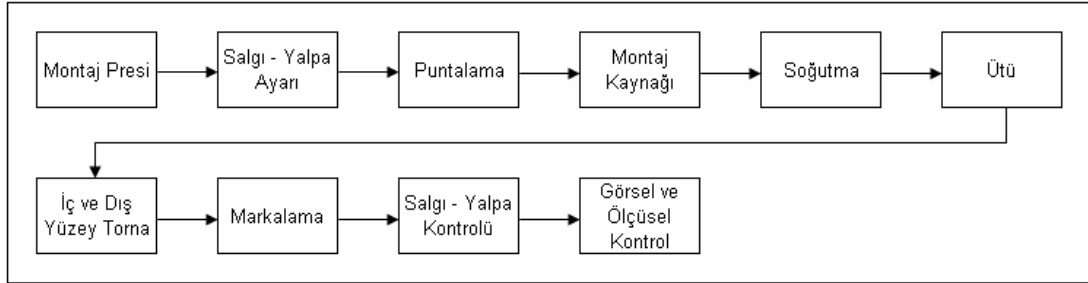 Montaj Presi
Salgı - Yalpa
Ayarı
Puntalama
Montaj
Kaynağı
Soğutma
Ütü
İç ve Dış
Yüzey Torna
Markalama
Salgı - Yalpa
Kontrolü
Görsel ve
Ölçüsel
Kontrol